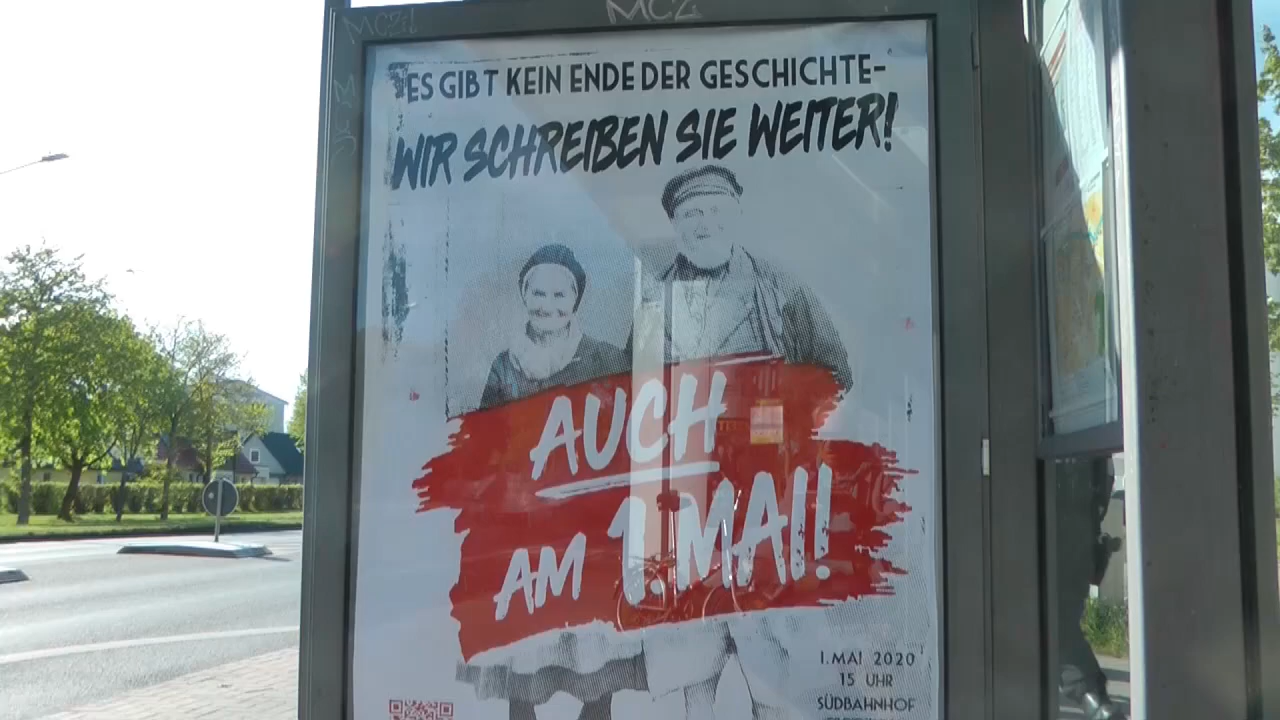 MCZ
ES GIBT KEIN ENDE DER GESCHICHTE-
WIR SCHREIBEN SIE WEITER!
AUCH
AM 1. MAI!
1. MAI 2020
15 UHR
SÜDBAHNHOF